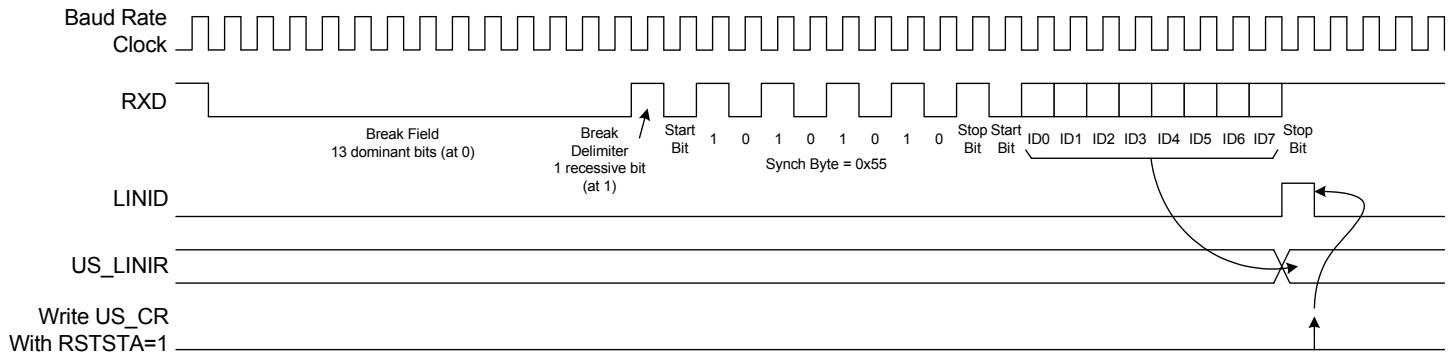 Baud Rate
Clock
RXD
Break Field
13 dominant bits (at 0)
Break
Delimiter
1 recessive bit
(at 1)
Start
Bit
1 0 1 0 1 0 1 0
Synch Byte = 0x55
Stop
Bit
Start
Bit
ID0 ID1 ID2 ID3 ID4 ID5 ID6 ID7
Stop
Bit
LINID
US_LINIR
Write US_CR
With RSTSTA=1